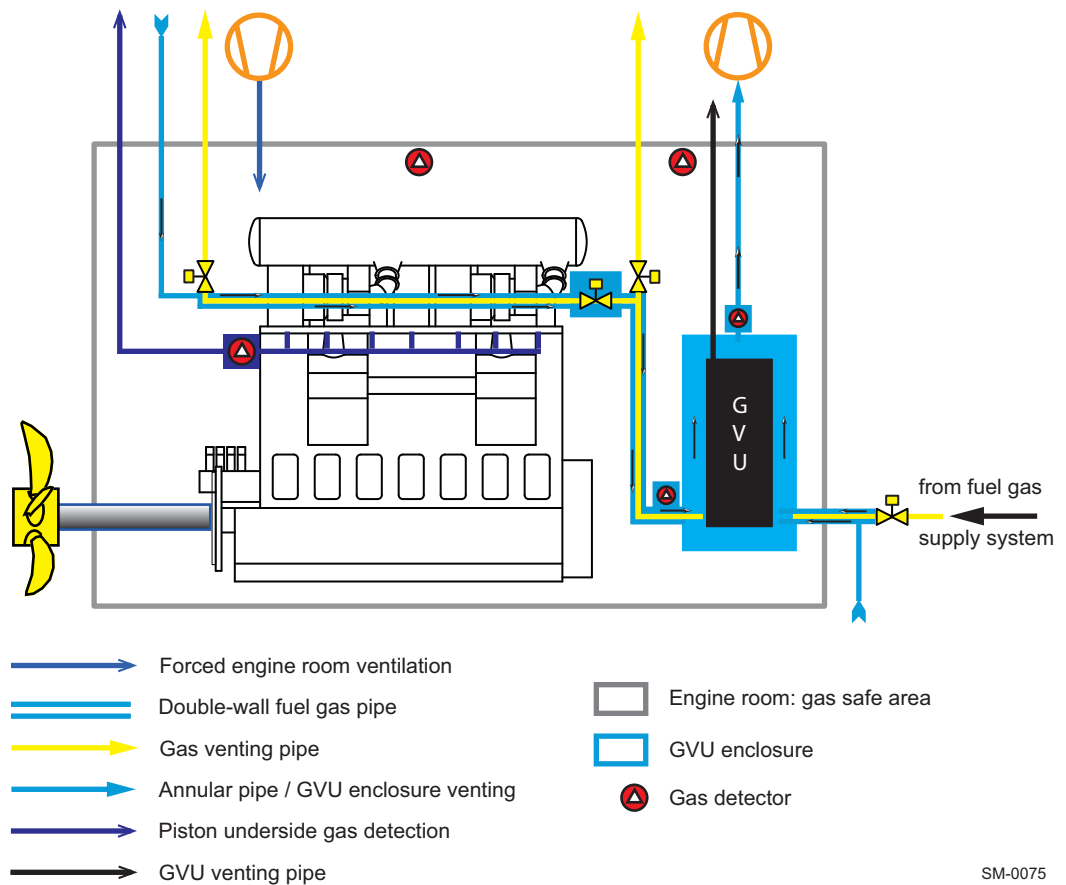 G
V
U
from fuel gas
supply system
Forced engine room ventilation
Double-wall fuel gas pipe
Gas venting pipe
Annular pipe / GVU enclosure venting
Piston underside gas detection
GVU venting pipe
Engine room: gas safe area
GVU enclosure
Gas detector
SM-0075